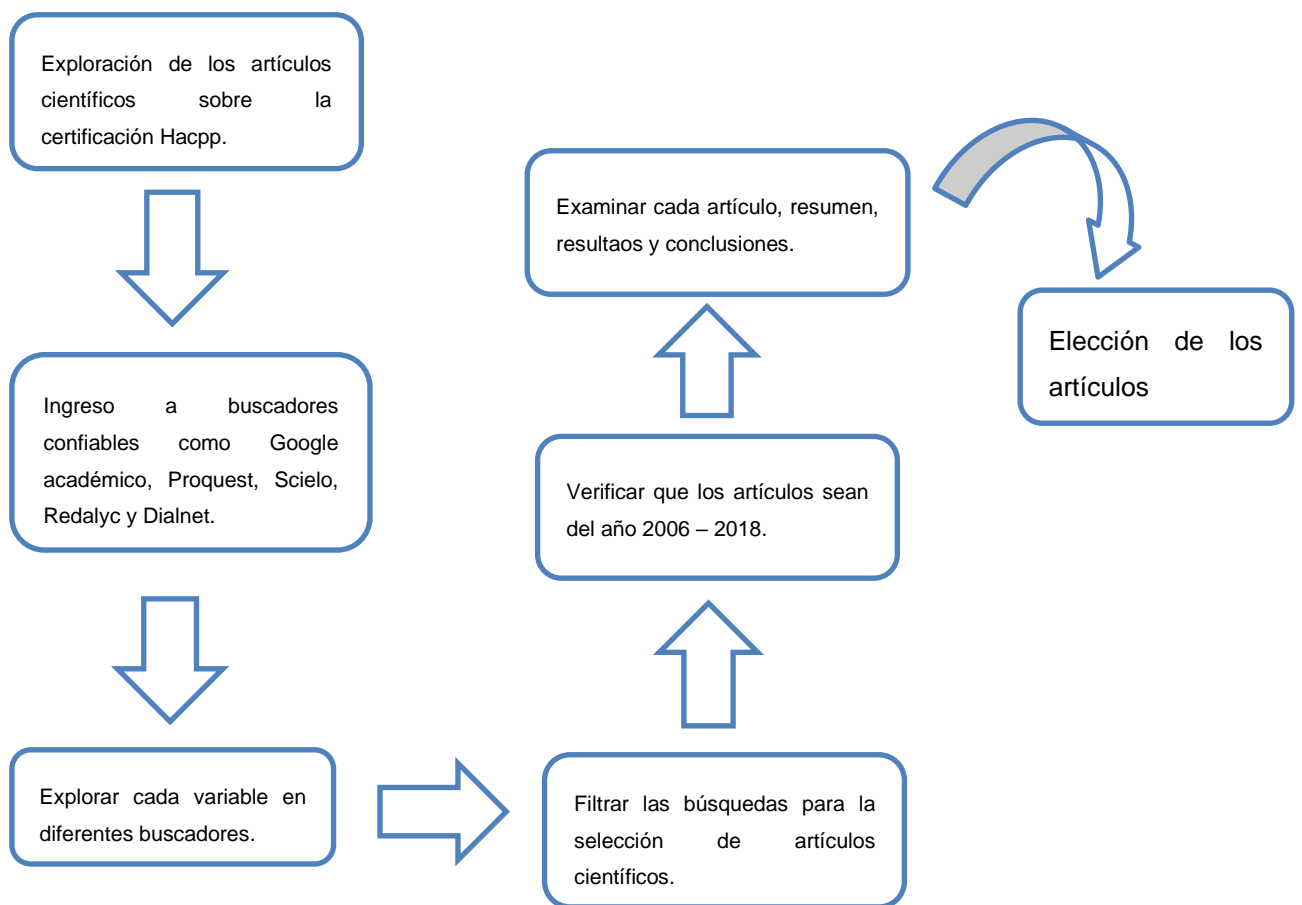 Exploración de los artículos
científicos sobre la
certificación Hacpp.
Ingreso a buscadores
confiables como Google
académico, Proquest, Scielo,
Redalyc y Dialnet.
Explorar cada variable en
diferentes buscadores.
Filtrar las búsquedas para la
selección de artículos
científicos.
Verificar que los artículos sean
del año 2006 – 2018.
Examinar cada artículo, resumen,
resultaos y conclusiones.
Elección de los
artículos